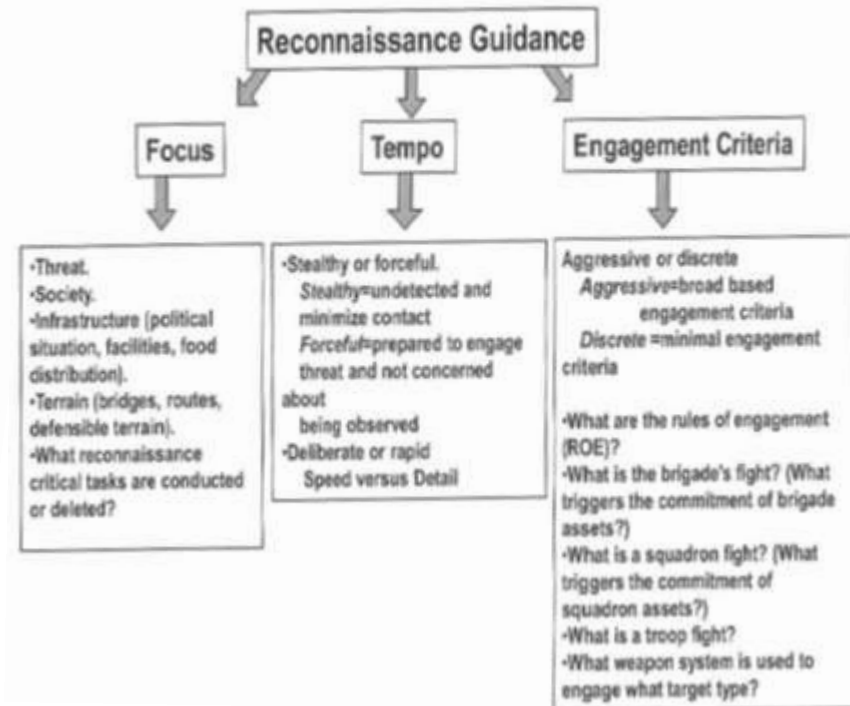 Reconnaissance Guidance
Focus
Tempo
Engagement Criteria
•Threat.
•Society.
•Infrastructure (political
situation, facilities, food
distribution).
•Terrain (bridges, routes,
defensible terrain).
•What reconnaissance
critical tasks are conducted
or deleted?
•Stealthy or forceful.
Stealthy=undetected and
minimize contact
Forceful=prepared to engage
threat and not concerned
about
being observed
•Deliberate or rapid
Speed versus Detail
Aggressive or discrete
Aggressive=broad based
engagement criteria
Discrete =minimal engagement
criteria
•What are the rules of engagement
(ROE)?
•What is the brigade's fight? (What
triggers the commitment of brigade
assets?)
•What is a squadron fight? (What
triggers the commitment of
squadron assets?)
•What is a troop fight?
•What weapon system is used to
engage what target type?